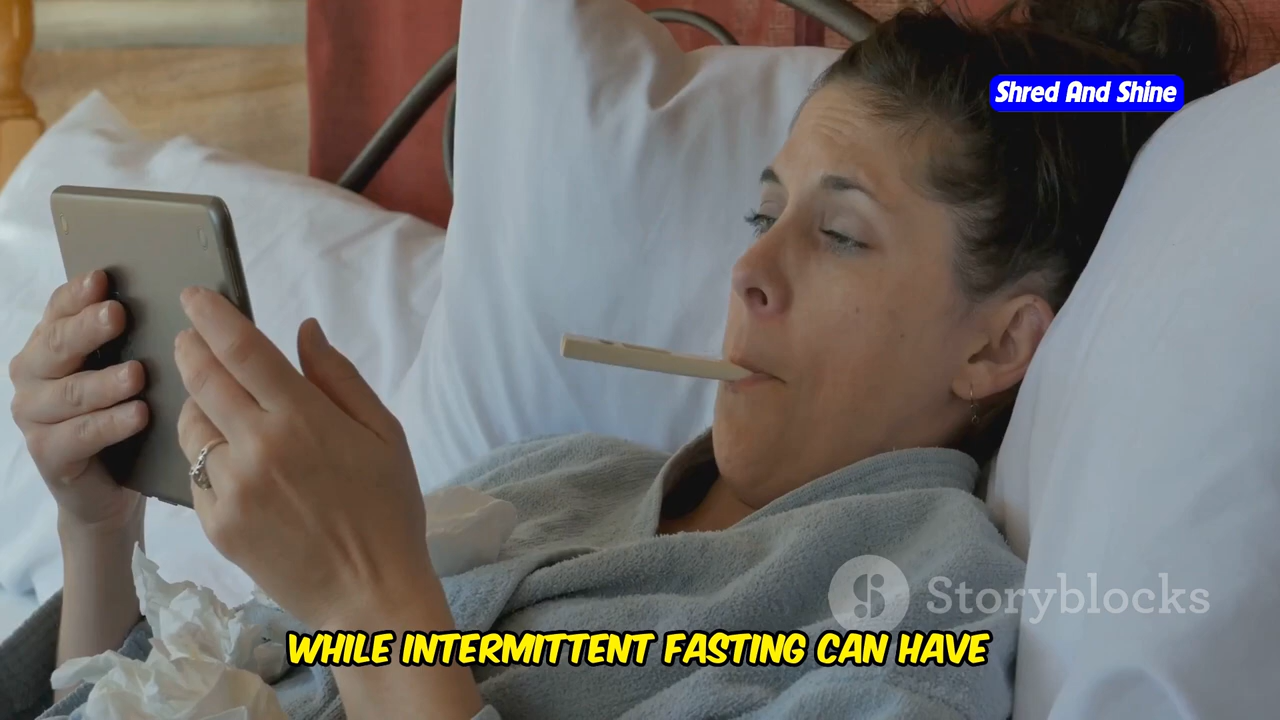 Shred And Shine
Storyblocks
WHILE INTERMITTENT FASTING CAN HAVE